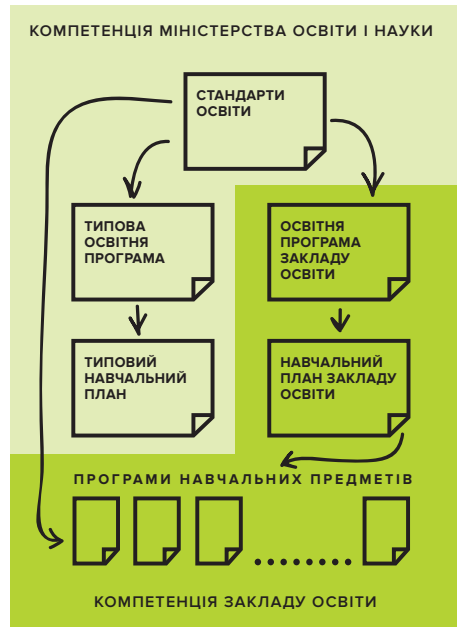 КОМПЕТЕНЦІЯ МІНІСТЕРСТВА ОСВІТИ І НАУКИ
СТАНДАРТИ
ОСВІТИ
ТИПОВА
ОСВІТНЯ
ПРОГРАМА
ОСВІТНЯ
ПРОГРАМА
ЗАКЛАДУ
ОСВІТИ
ТИПОВИЙ
НАВЧАЛЬНИЙ
ПЛАН
НАВЧАЛЬНИЙ
ПЛАН ЗАКЛАДУ
ОСВІТИ
ПРОГРАМИ НАВЧАЛЬНИХ ПРЕДМЕТІВ
КОМПЕТЕНЦІЯ ЗАКЛАДУ ОСВІТИ